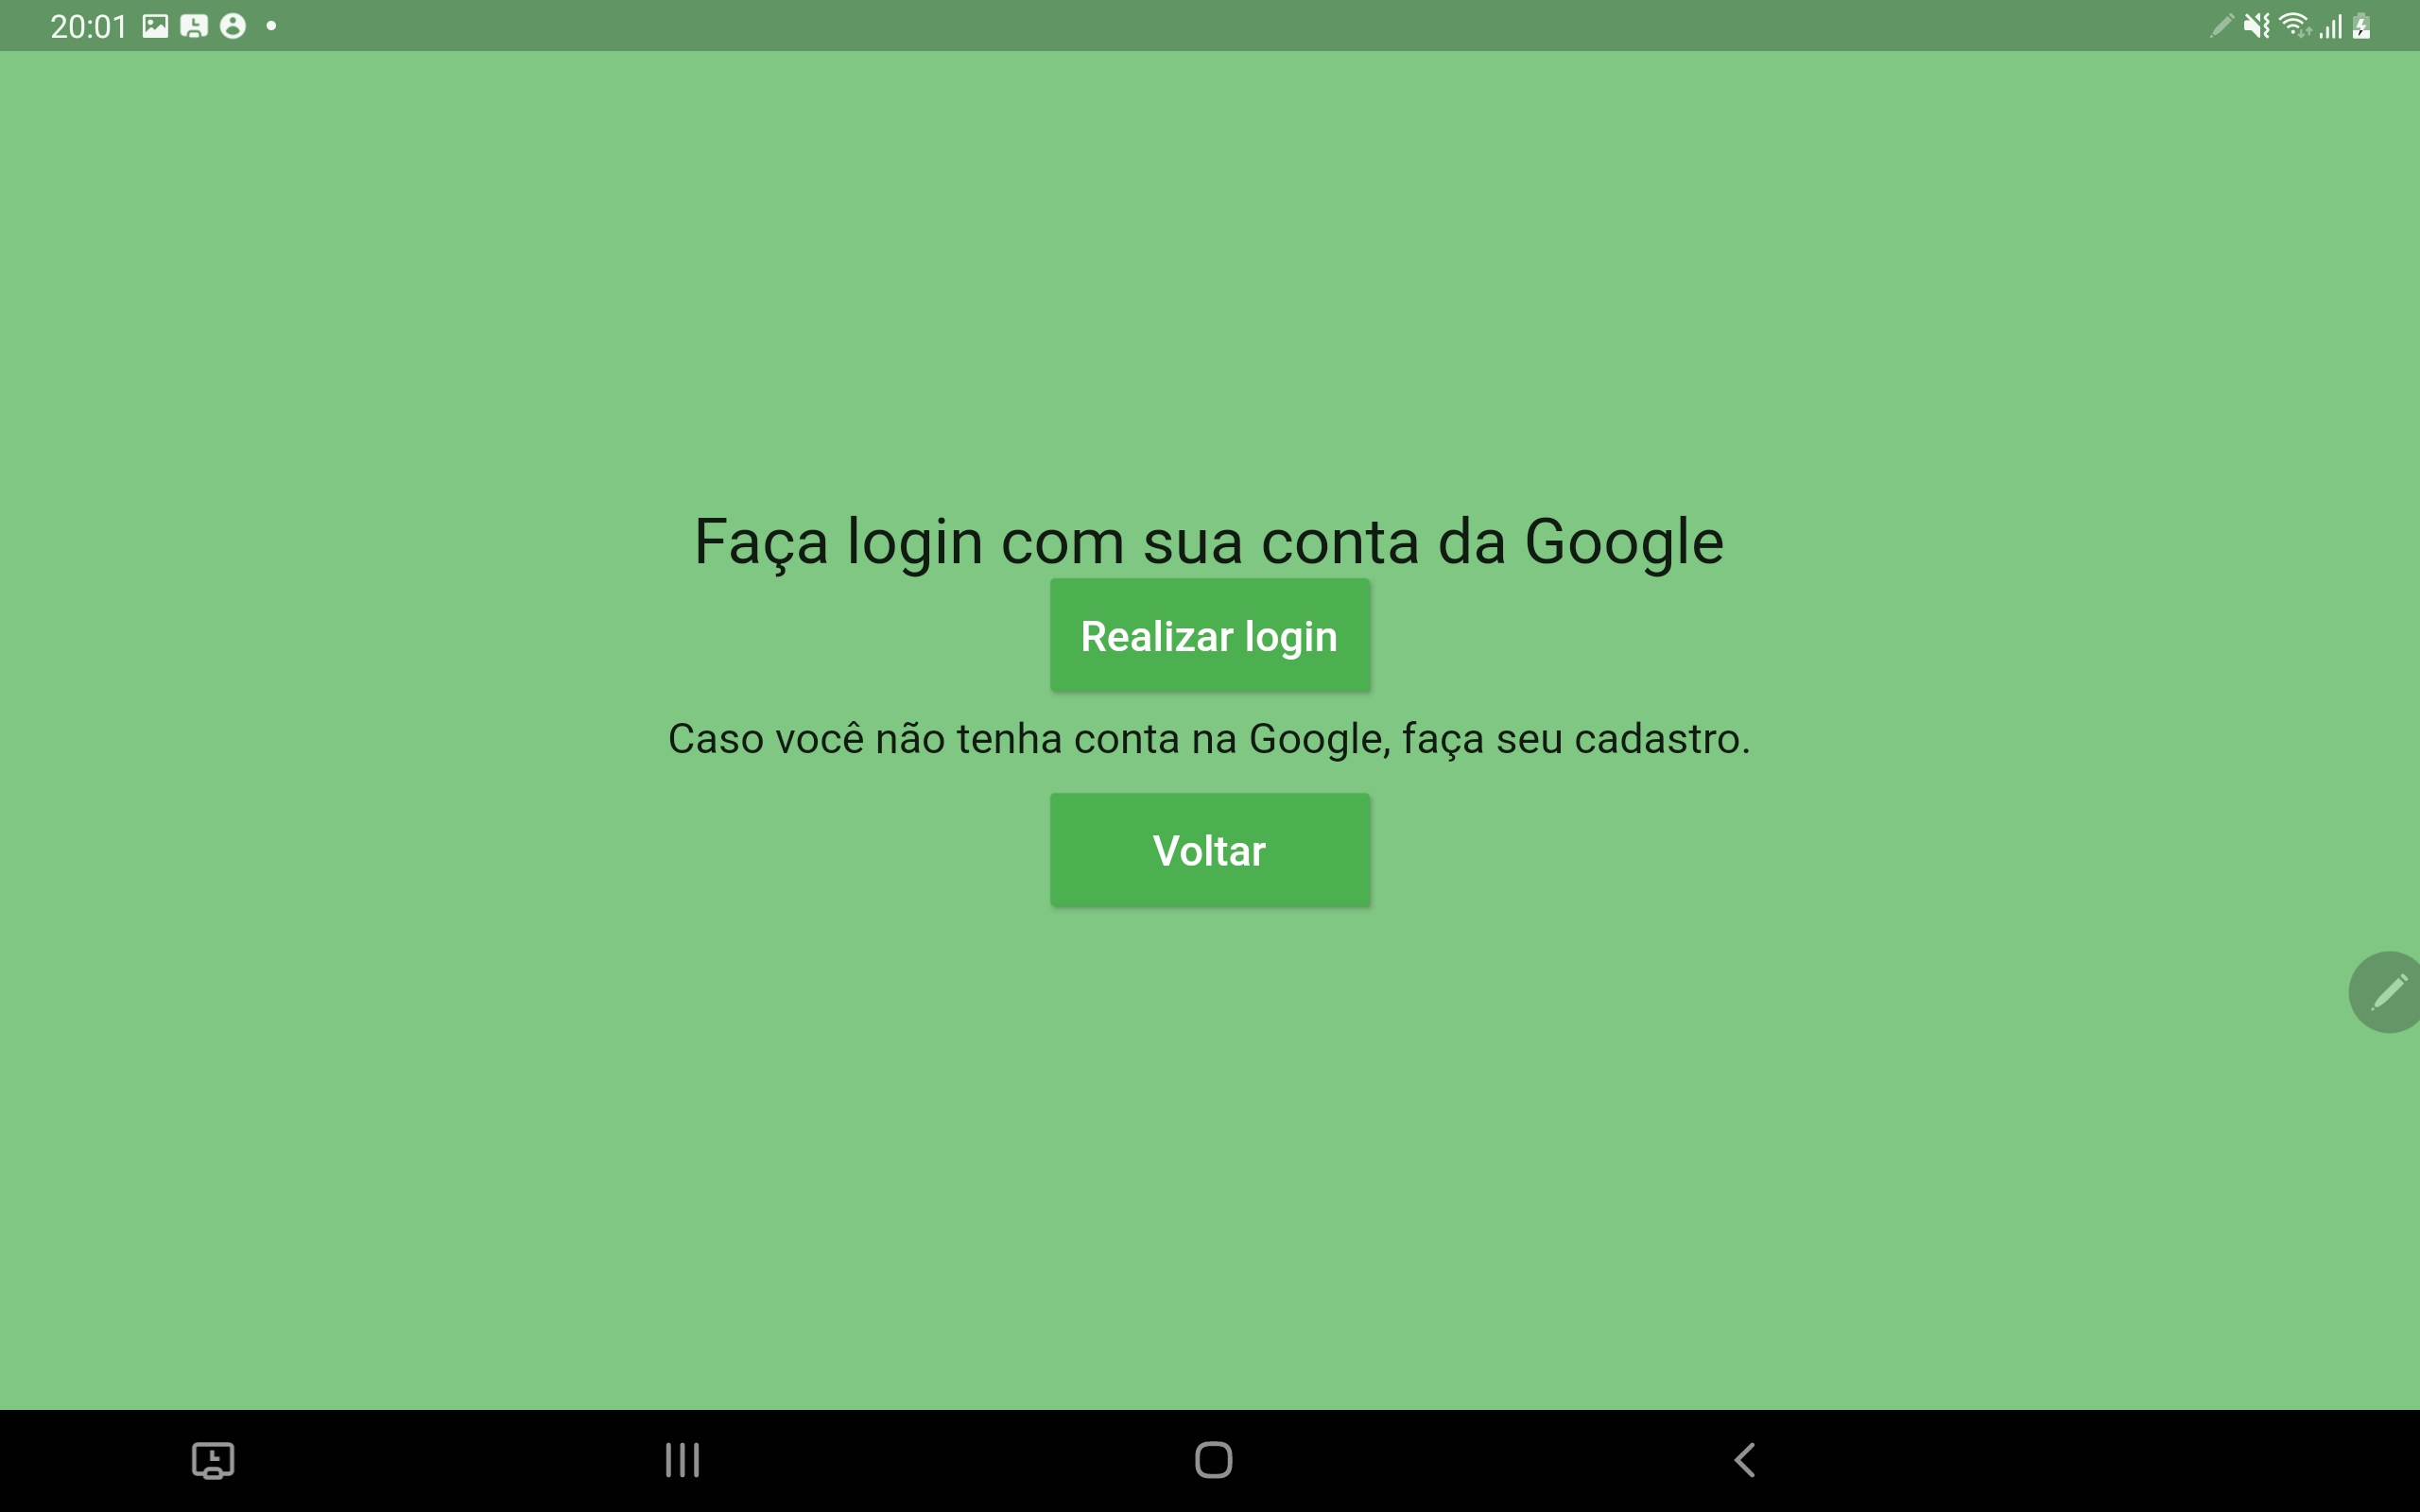 20:01
Faça login com sua conta da Google
Realizar login
Caso você não tenha conta na Google, faça seu cadastro.
Voltar